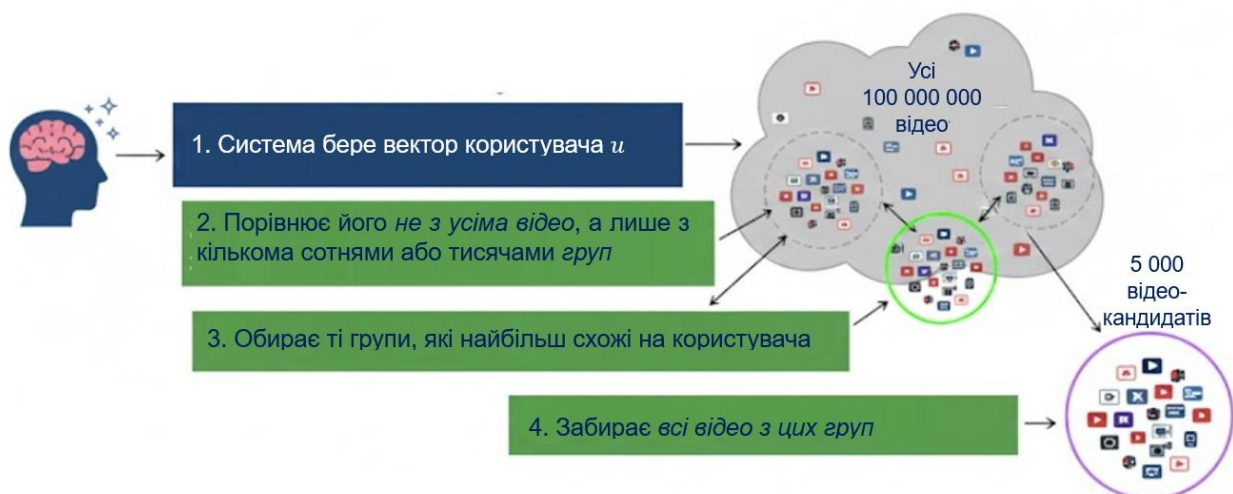 Усі
100 000 000
відео
1. Система бере вектор користувача u
2. Порівнює його не з усіма відео, а лише з
кількома сотнями або тисячами груп
3. Обирає ті групи, які найбільш схожі на користувача
5 000
відео-
кандидатів
4. Забирає всі відео з цих груп